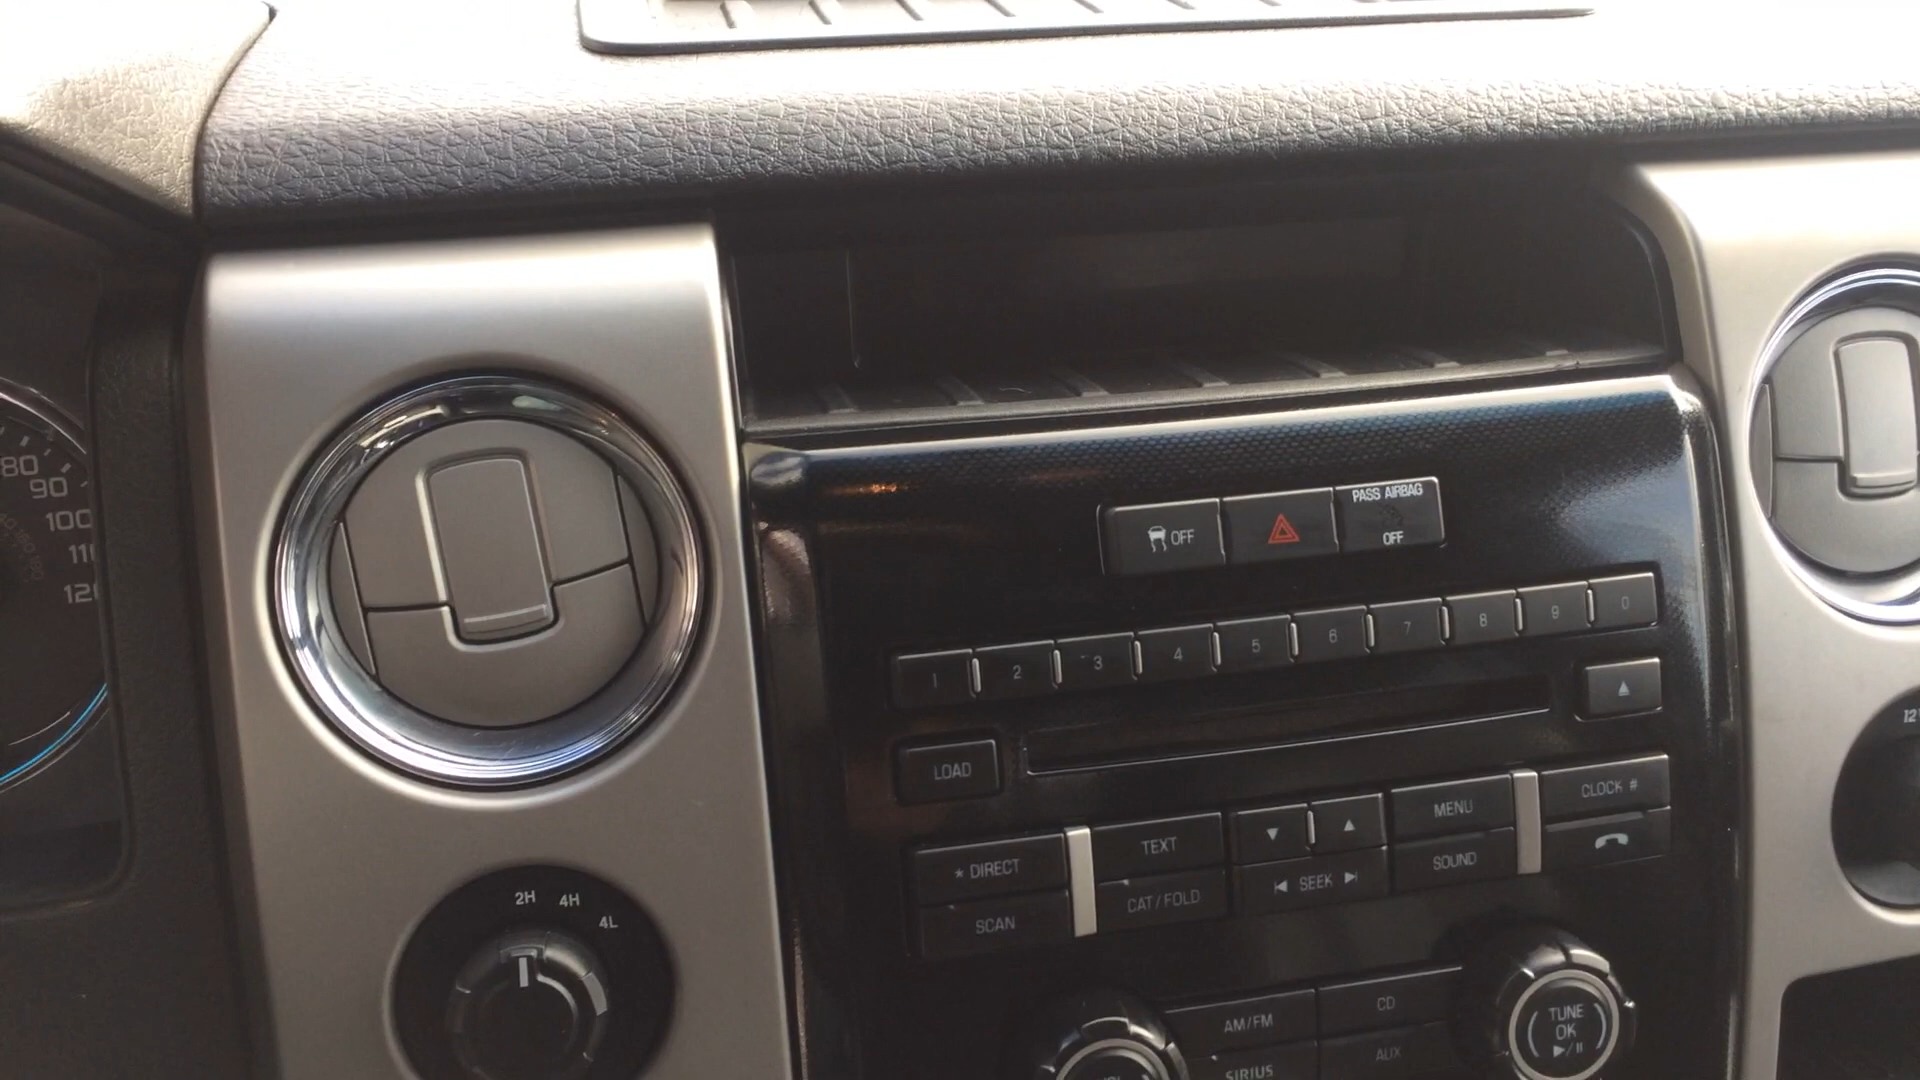 80
90
100
110
120
OFF
PASS AIRBAG
OFF
1 2 3 4 5 6 7 8 9 0
LOAD
* DIRECT
TEXT
MENU
CLOCK #
SCAN
CAT / FOLD
SEEK
SOUND
2H 4H 4L
AM/FM
CD
SIRIUS
AUX
TUNE
OK